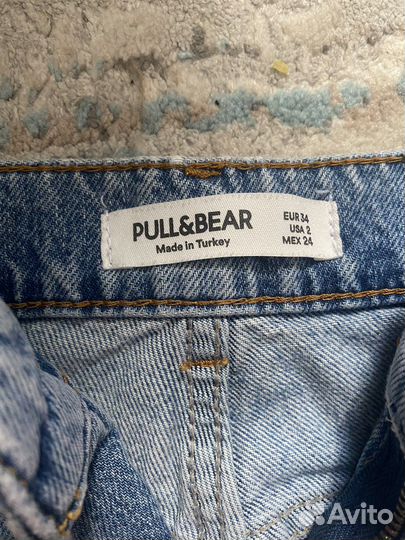 PULL&BEAR
Made in Turkey
EUR 34
USA 2
MEX 24
Avito